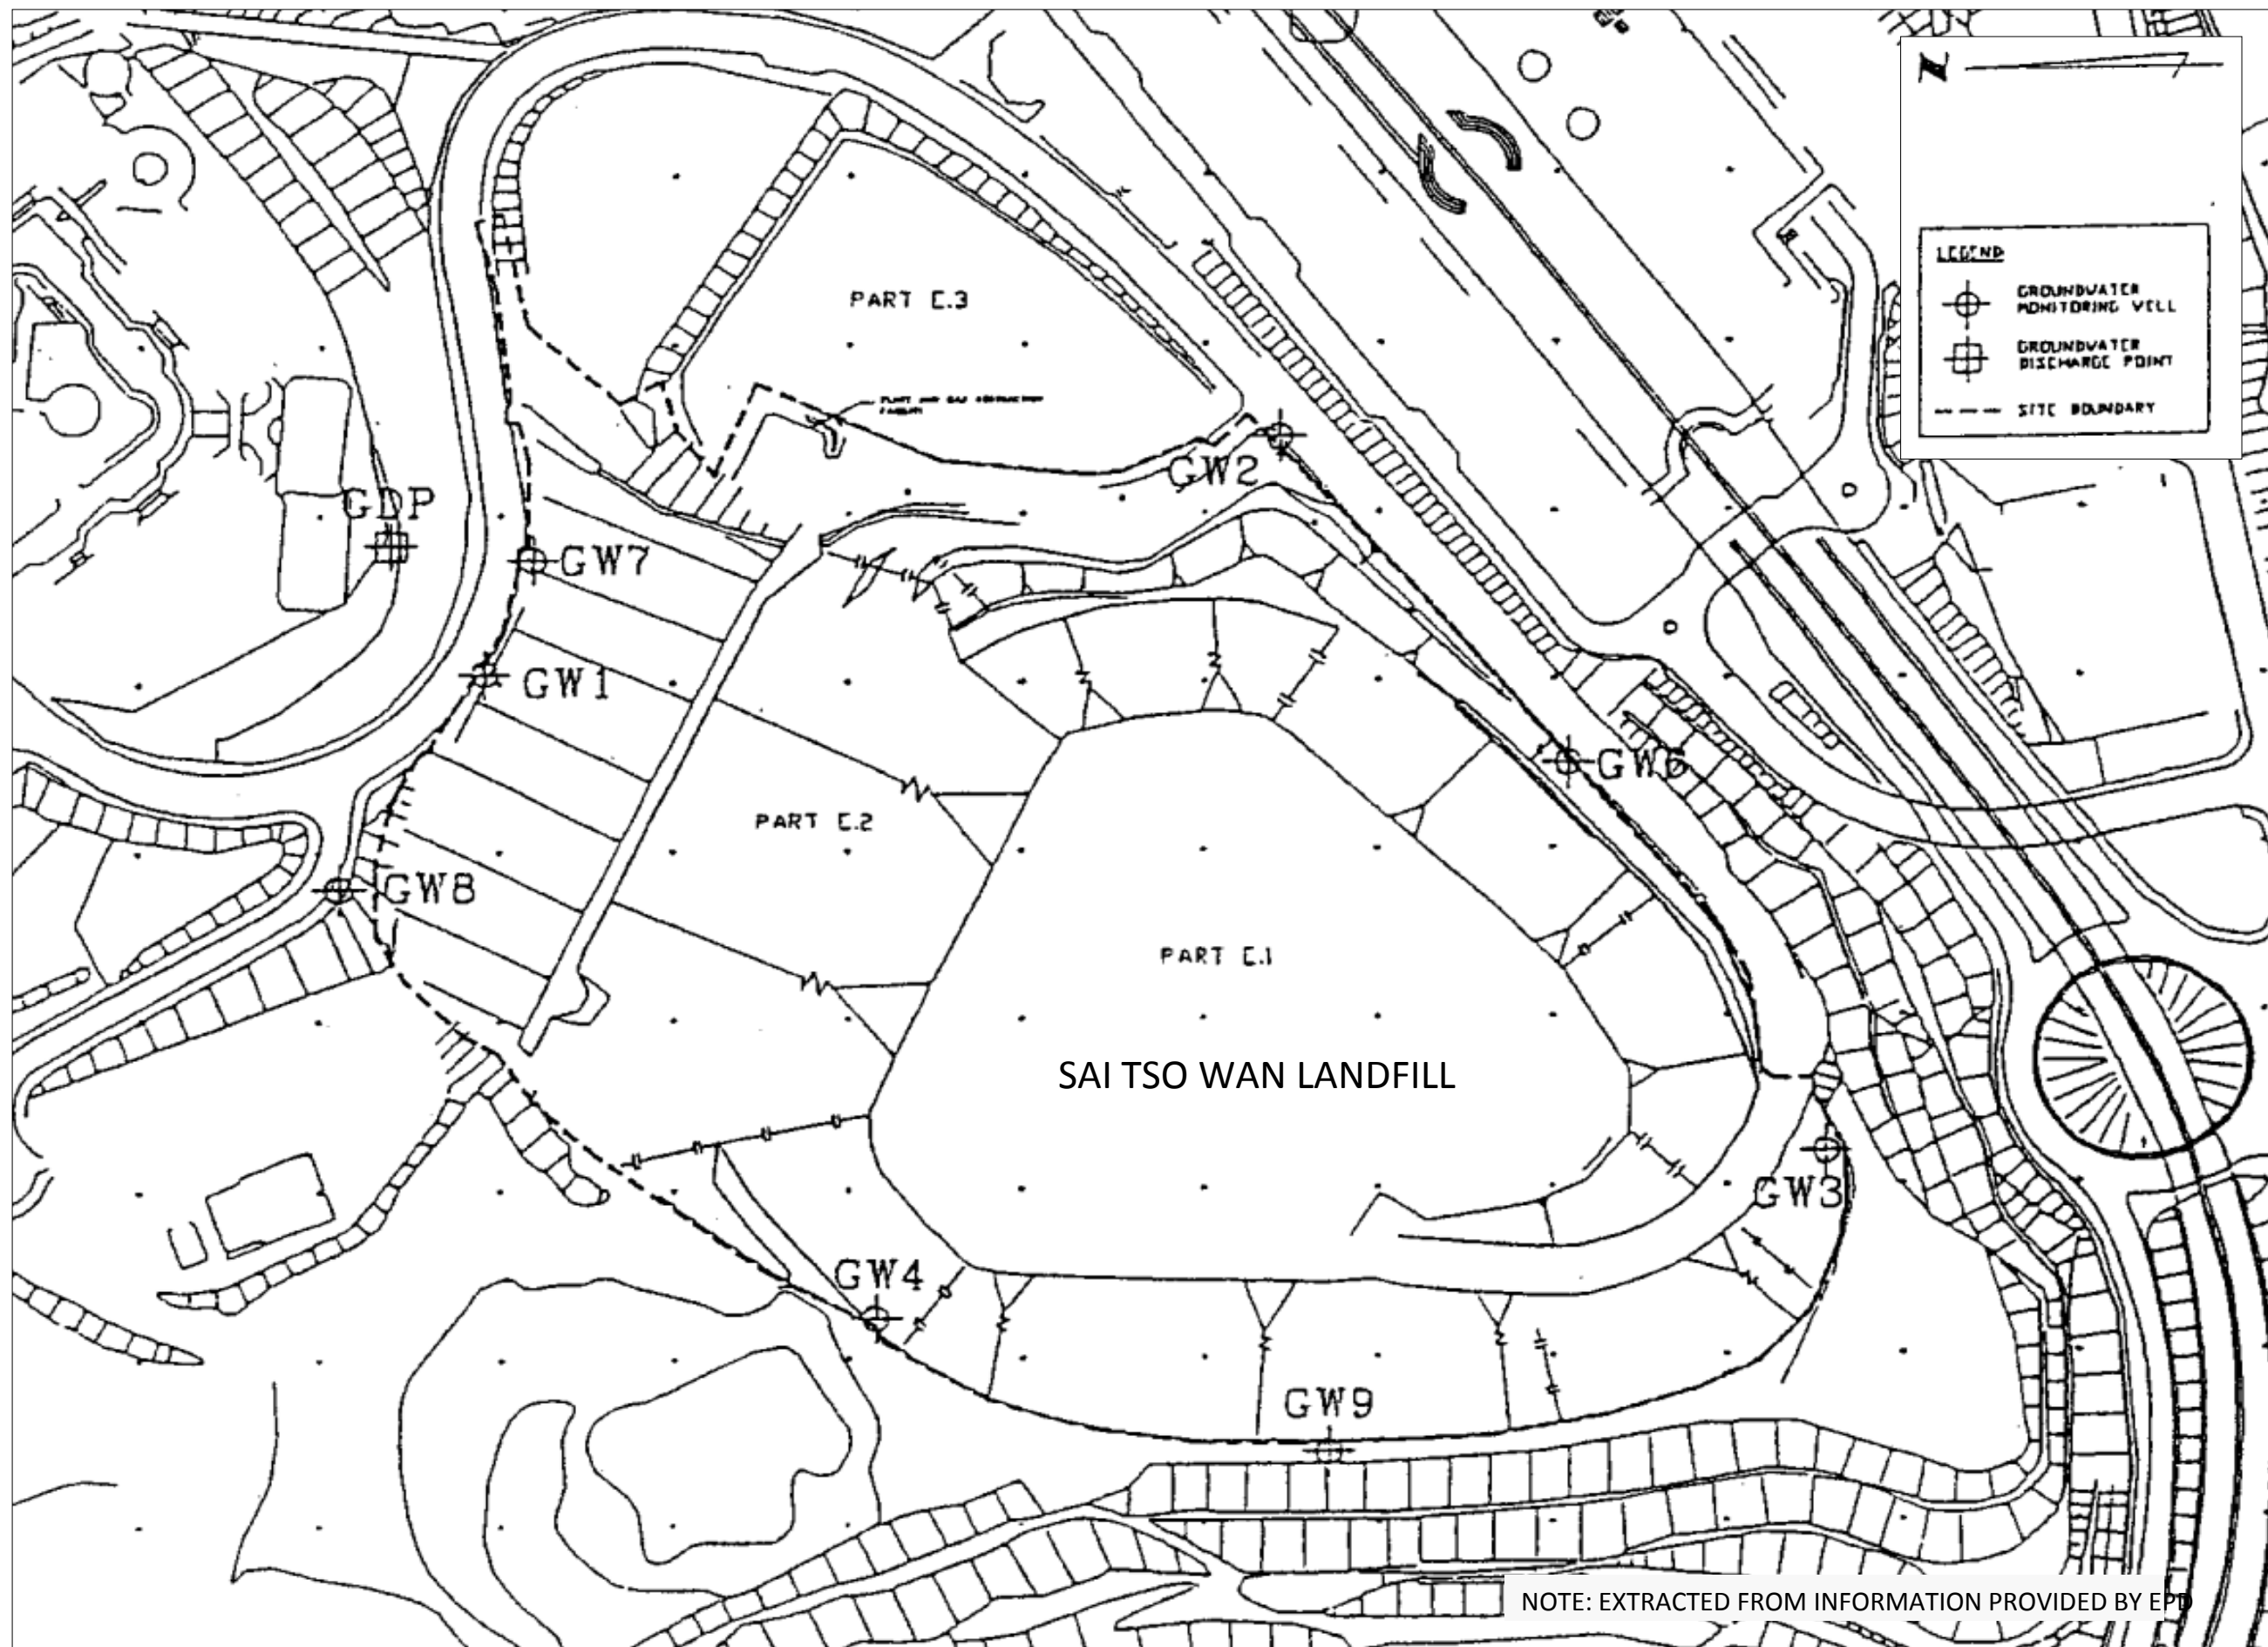 N
LEGEND
GROUNDWATER
MONITORING WELL
GROUNDWATER
DISCHARGE POINT
SITE BOUNDARY
PART E.3
GW2
GDP
GW7
GW1
GW6
PART E.2
GW8
PART E.1
SAI TSO WAN LANDFILL
GW3
GW4
GW9
NOTE: EXTRACTED FROM INFORMATION PROVIDED BY EPD